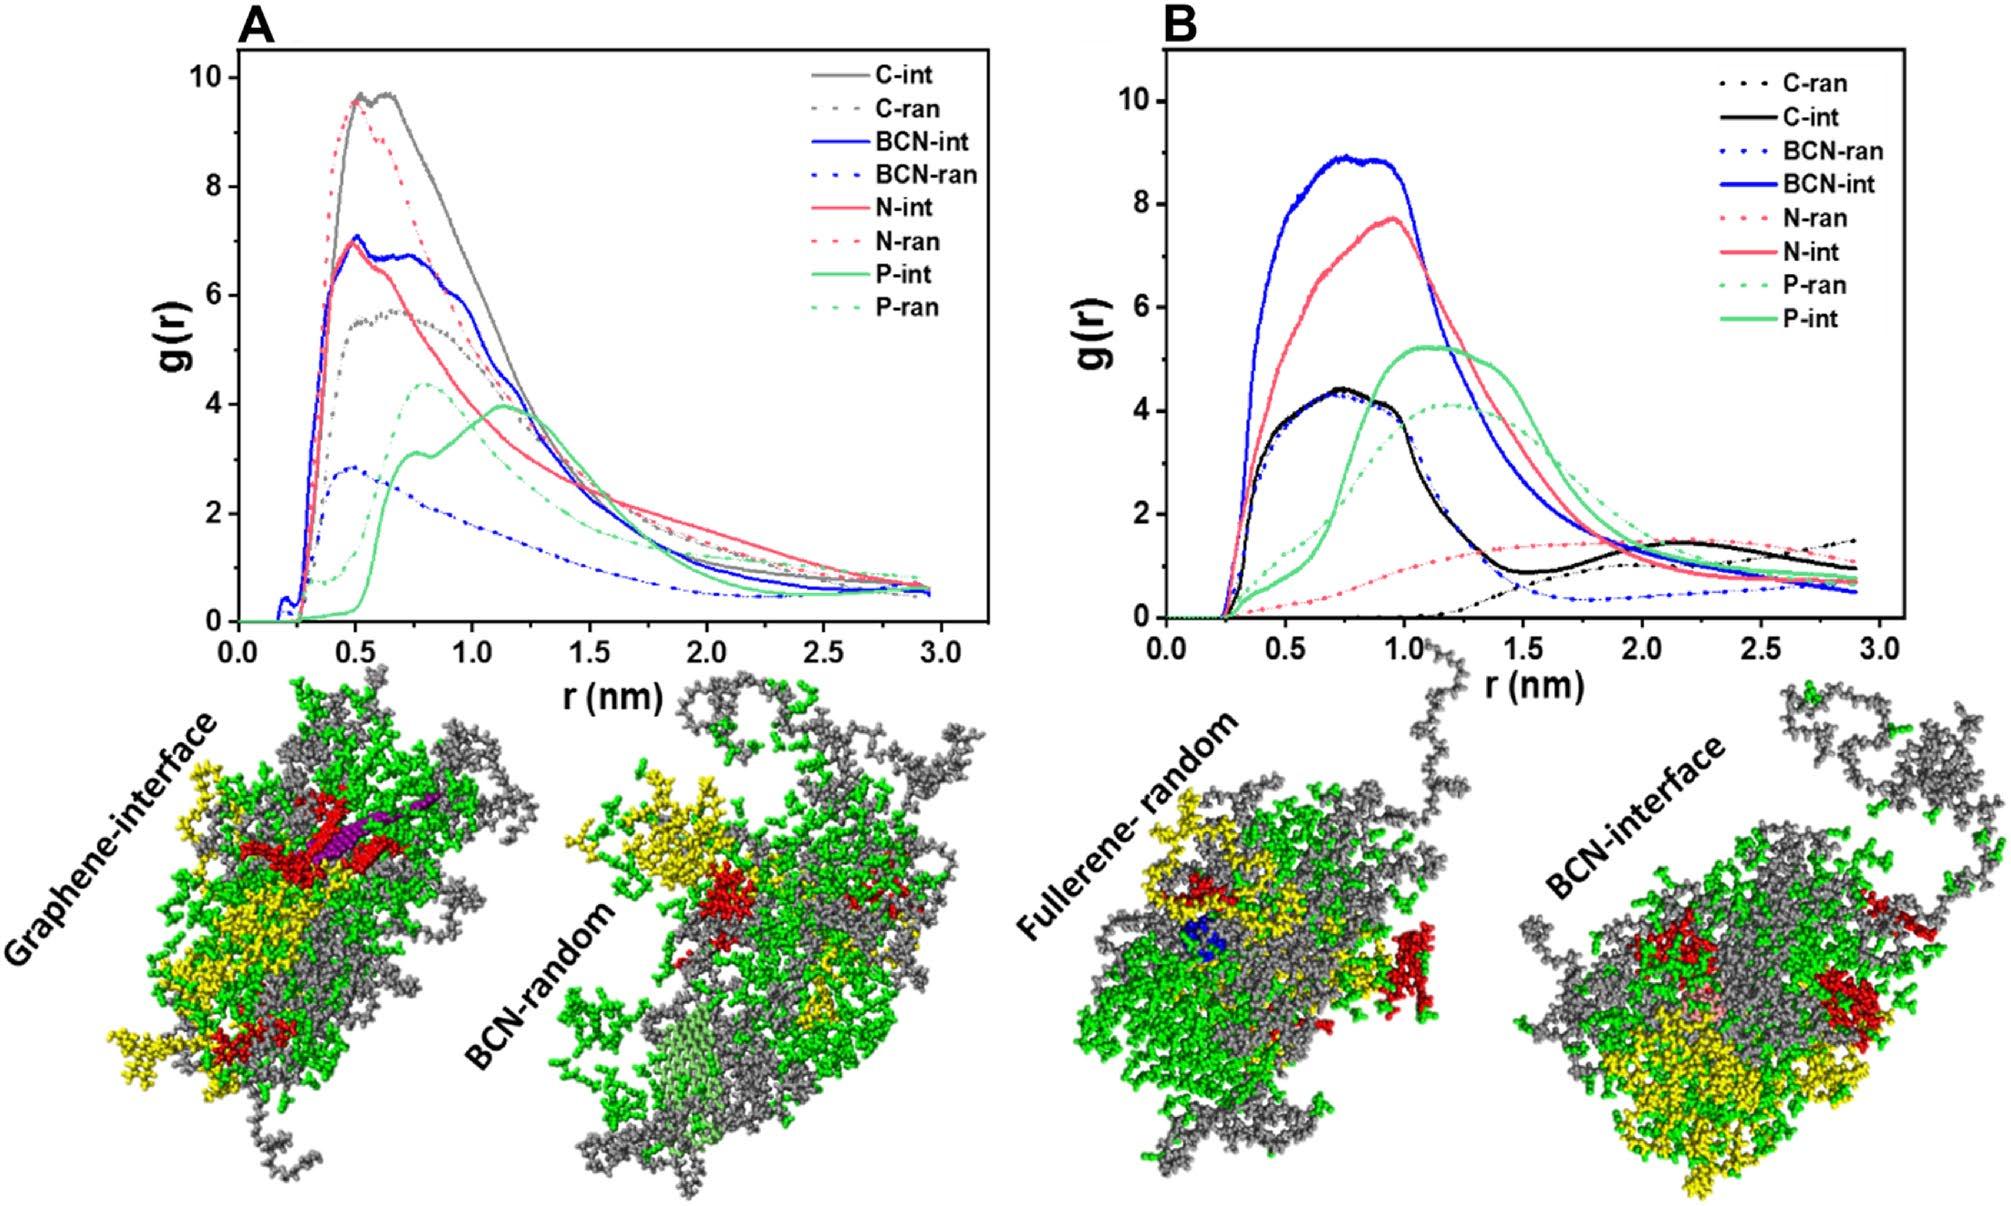 A
10
8
6
4
2
0
g(r)
0.0 0.5 1.0 1.5 2.0 2.5 3.0
r (nm)
C-int
C-ran
BCN-int
BCN-ran
N-int
N-ran
P-int
P-ran
B
10
8
6
4
2
0
g(r)
0.0 0.5 1.0 1.5 2.0 2.5 3.0
r (nm)
C-ran
C-int
BCN-ran
BCN-int
N-ran
N-int
P-ran
P-int
Graphene-interface
BCN-random
Fullerene- random
BCN-interface